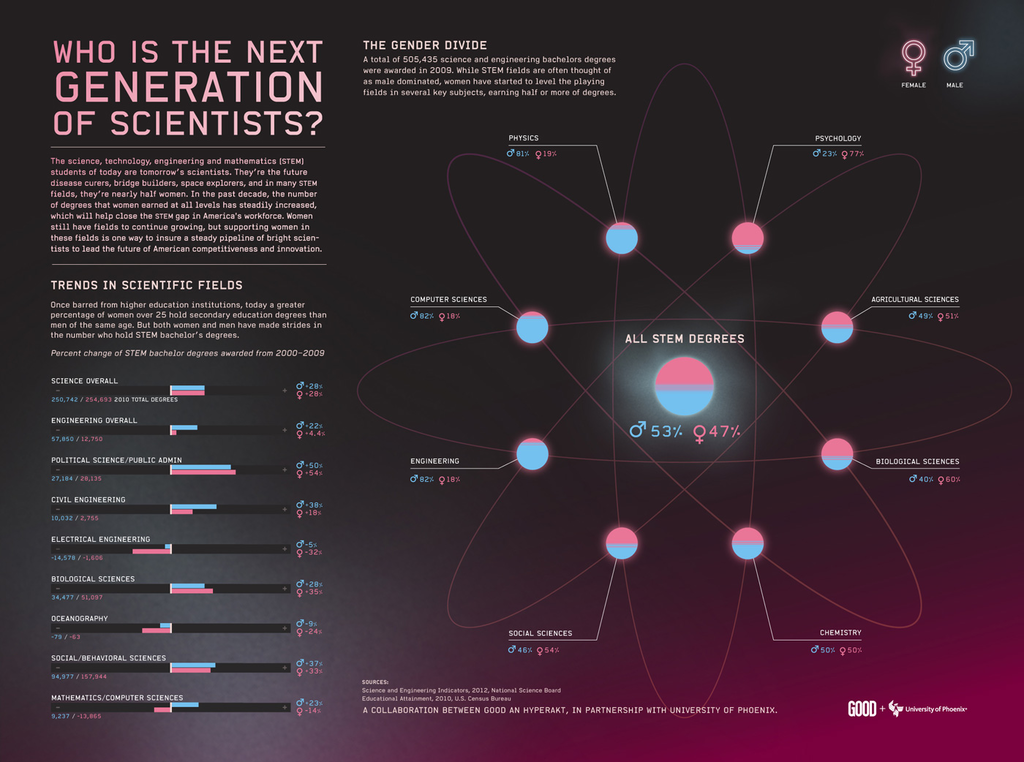 WHO IS THE NEXT
GENERATION
OF SCIENTISTS?
The science, technology, engineering and mathematics (STEM)
students of today are tomorrow's scientists. They're the future
disease curers, bridge builders, space explorers, and in many STEM
fields, they're nearly half women. In the past decade, the number
of degrees that women earned at all levels has steadily increased,
which will help close the STEM gap in America's workforce. Women
still have fields to continue growing, but supporting women in
these fields is one way to insure a steady pipeline of bright scien-
tists to lead the future of American competitiveness and innovation.
TRENDS IN SCIENTIFIC FIELDS
Once barred from higher education institutions, today a greater
percentage of women over 25 hold secondary education degrees than
men of the same age. But both women and men have made strides in
the number who hold STEM bachelor's degrees.
Percent change of STEM bachelor degrees awarded from 2000–2009
SCIENCE OVERALL
– + ♂+28%
♀+28%
250,742 / 254,693 2010 TOTAL DEGREES
ENGINEERING OVERALL
– + ♂+22%
♀+4.4%
57,850 / 12,750
POLITICAL SCIENCE/PUBLIC ADMIN
– + ♂+50%
♀+54%
27,184 / 28,135
CIVIL ENGINEERING
– + ♂+38%
♀+18%
10,032 / 2,755
ELECTRICAL ENGINEERING
– + ♂-5%
♀-32%
-14,578 / -1,606
BIOLOGICAL SCIENCES
– + ♂+28%
♀+35%
34,477 / 51,097
OCEANOGRAPHY
– + ♂-9%
♀-24%
-79 / -63
SOCIAL/BEHAVIORAL SCIENCES
– + ♂+37%
♀+33%
94,977 / 157,944
MATHEMATICS/COMPUTER SCIENCES
– + ♂+23%
♀-14%
9,237 / -13,865
THE GENDER DIVIDE
A total of 505,435 science and engineering bachelors degrees
were awarded in 2009. While STEM fields are often thought of
as male dominated, women have started to level the playing
fields in several key subjects, earning half or more of degrees.
FEMALE MALE
PHYSICS
♂81% ♀19%
PSYCHOLOGY
♂23% ♀77%
COMPUTER SCIENCES
♂82% ♀18%
AGRICULTURAL SCIENCES
♂49% ♀51%
ALL STEM DEGREES
♂53% ♀47%
ENGINEERING
♂82% ♀18%
BIOLOGICAL SCIENCES
♂40% ♀60%
SOCIAL SCIENCES
♂46% ♀54%
CHEMISTRY
♂50% ♀50%
SOURCES:
Science and Engineering Indicators, 2012, National Science Board
Educational Attainment, 2010, U.S. Census Bureau
A COLLABORATION BETWEEN GOOD AN HYPERAKT, IN PARTNERSHIP WITH UNIVERSITY OF PHOENIX.
GOOD + University of Phoenix